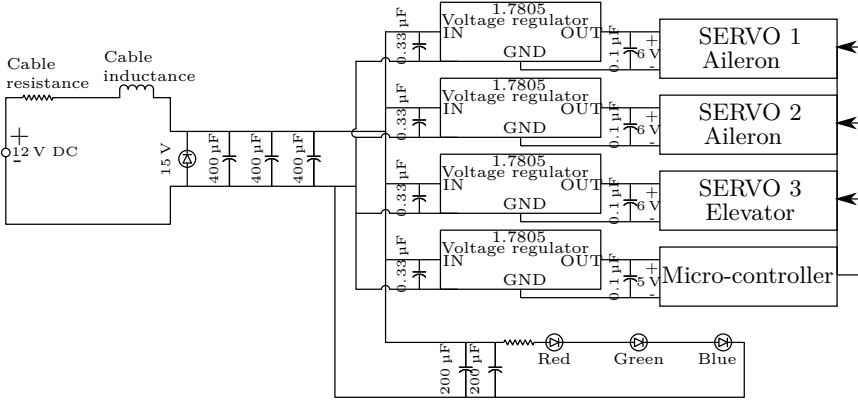 Cable
resistance
Cable
inductance
+
12 V DC
-
15 V
400 µF
400 µF
400 µF
0.33 µF
1.7805
Voltage regulator
IN
OUT
GND
0.1 µF
+
6 V
-
SERVO 1
Aileron
0.33 µF
1.7805
Voltage regulator
IN
OUT
GND
0.1 µF
+
6 V
-
SERVO 2
Aileron
0.33 µF
1.7805
Voltage regulator
IN
OUT
GND
0.1 µF
+
6 V
-
SERVO 3
Elevator
0.33 µF
1.7805
Voltage regulator
IN
OUT
GND
0.1 µF
+
5 V
-
Micro-controller
200 µF
200 µF
Red
Green
Blue